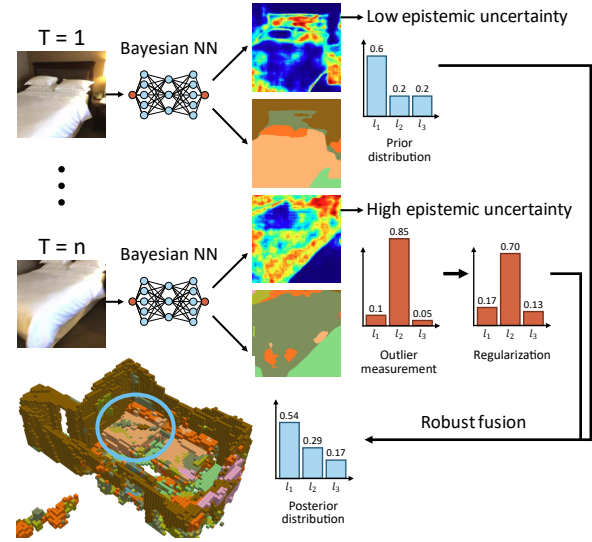 T = 1
Bayesian NN
Low epistemic uncertainty
0.6
0.2 0.2
l₁ l₂ l₃
Prior
distribution
T = n
Bayesian NN
High epistemic uncertainty
0.85
0.1
0.05
l₁ l₂ l₃
Outlier
measurement
0.70
0.17
0.13
l₁ l₂ l₃
Regularization
Robust fusion
0.54
0.29
0.17
l₁ l₂ l₃
Posterior
distribution